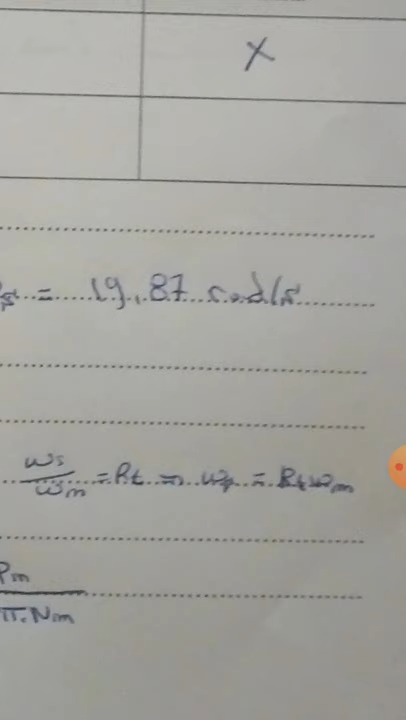 X
s = 19,87 rad/s
ωs/ωm = Rt ⇒ ωs = Rt.ωm
Pm
π.Nm